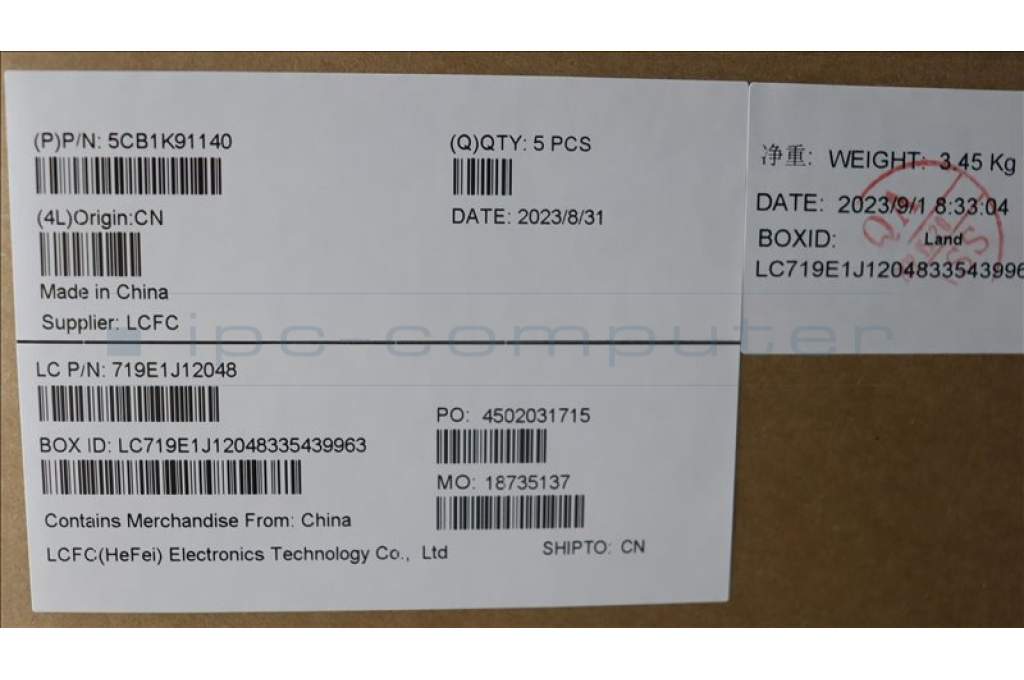 (P)P/N: 5CB1K91140
(Q)QTY: 5 PCS
(4L)Origin:CN
DATE: 2023/8/31
Made in China
Supplier: LCFC
LC P/N: 719E1J12048
PO: 4502031715
BOX ID: LC719E1J12048335439963
MO: 18735137
Contains Merchandise From: China
LCFC(HeFei) Electronics Technology Co., Ltd
SHIPTO: CN
净重: WEIGHT: 3.45 Kg
DATE: 2023/9/1 8:33:04
BOXID: Land
LC719E1J1204833543996
QA
ipc-computer